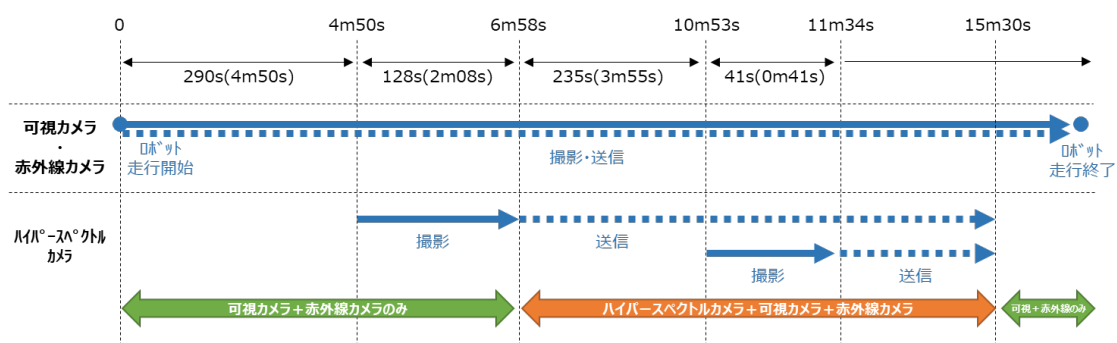 0 4m50s 6m58s 10m53s 11m34s 15m30s
290s(4m50s) 128s(2m08s) 235s(3m55s) 41s(0m41s)
可視カメラ
・
赤外線カメラ
ﾛﾎﾞｯﾄ
走行開始
撮影・送信
ﾛﾎﾞｯﾄ
走行終了
ﾊｲﾊﾟｰｽﾍﾟｸﾄﾙ
ｶﾒﾗ
撮影 送信
撮影 送信
可視カメラ＋赤外線カメラのみ ハイパースペクトルカメラ＋可視カメラ＋赤外線カメラ 可視＋赤外線のみ